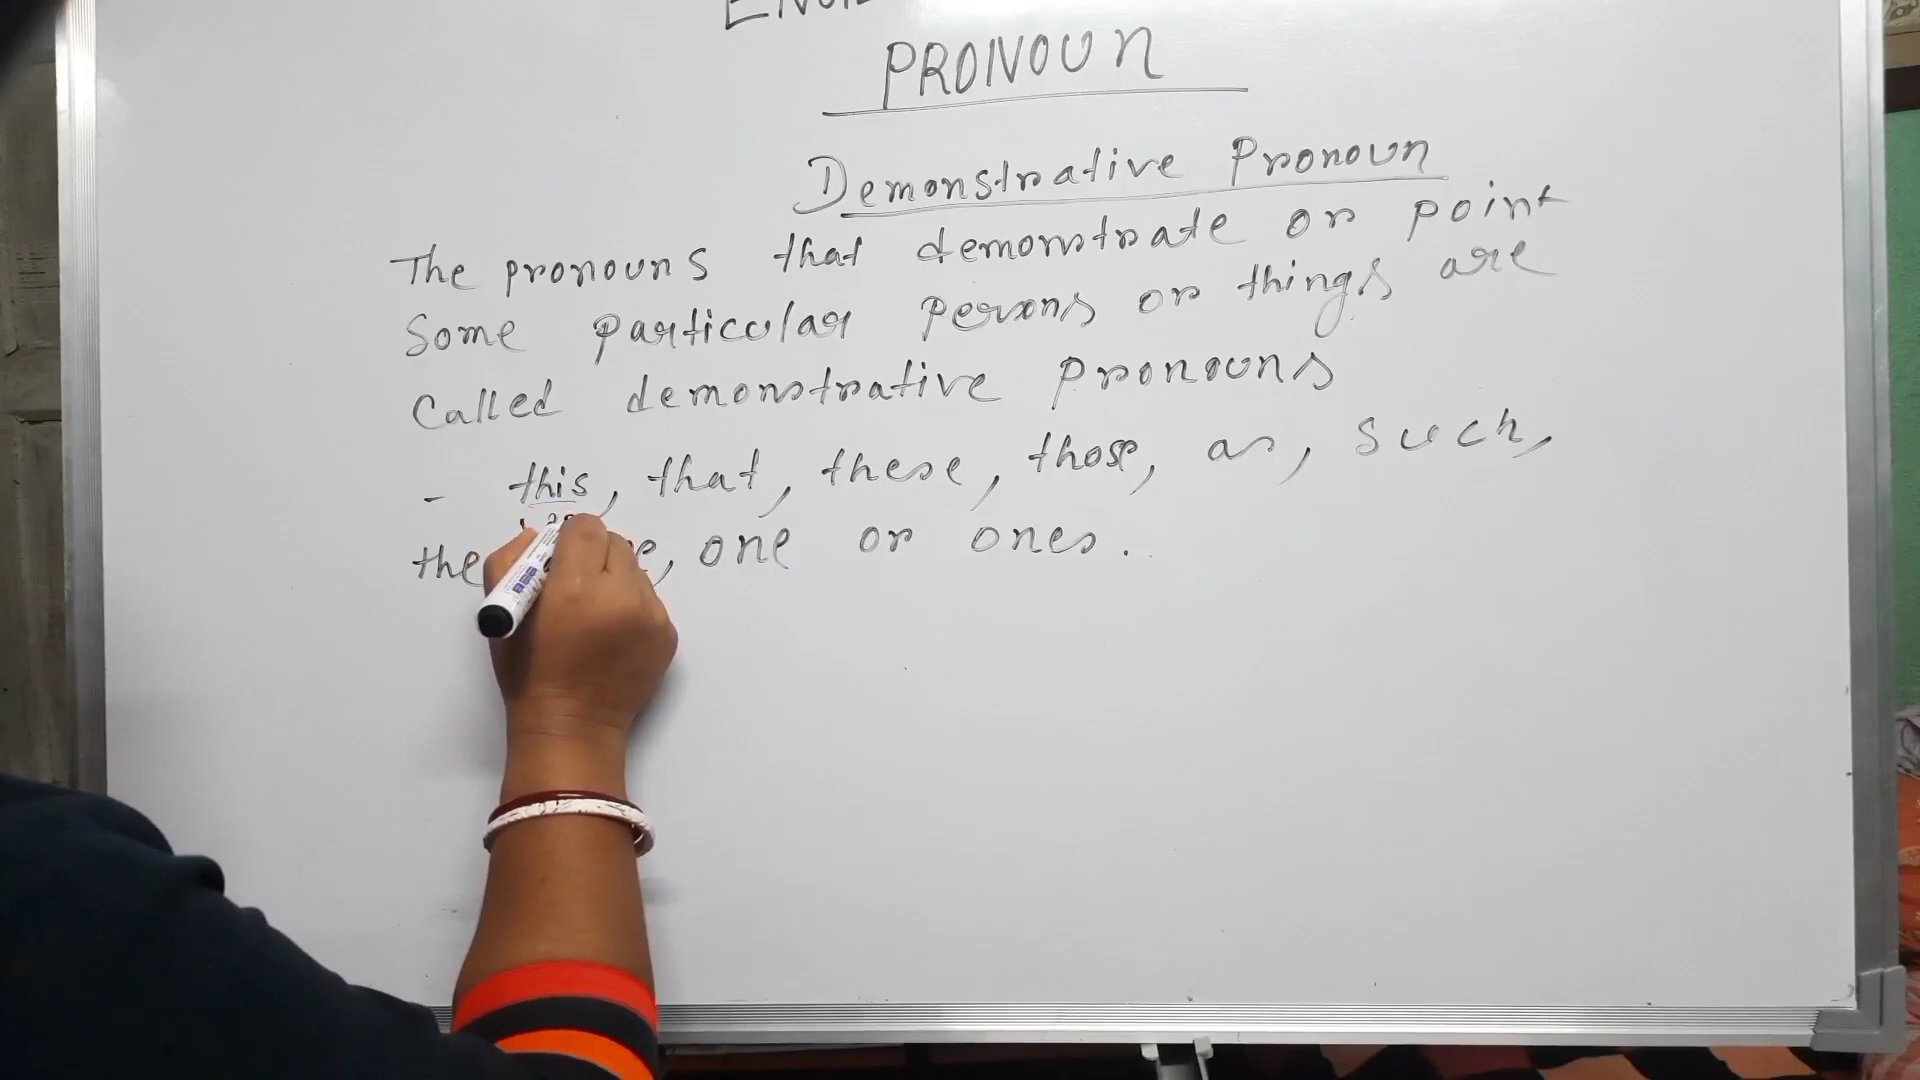 PRONOUN
Demonstrative Pronoun
The pronouns that demonstrate or point
Some particular persons or things are
Called demonstrative pronouns
- this, that, these, those, as, such,
the , one or ones.